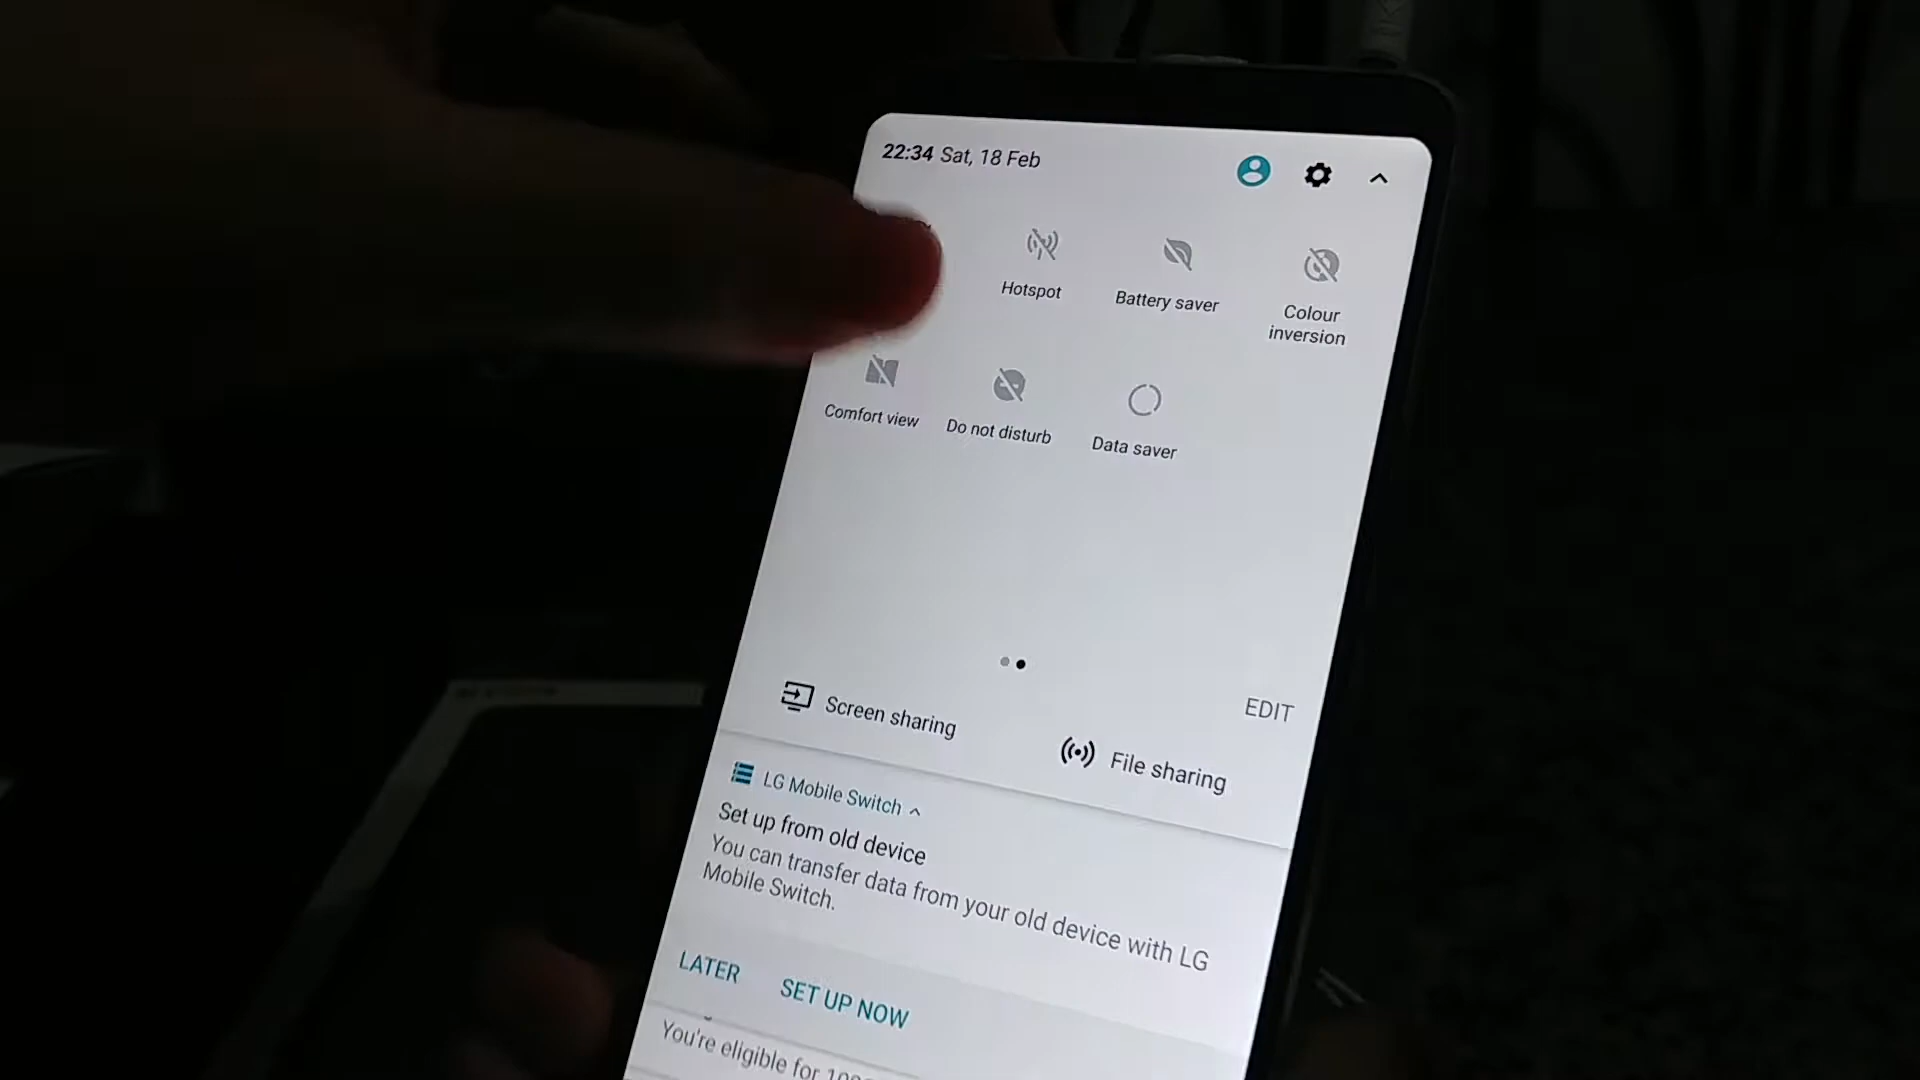 22:34 Sat, 18 Feb
Hotspot
Battery saver
Colour
inversion
Comfort view
Do not disturb
Data saver
EDIT
Screen sharing
File sharing
LG Mobile Switch
Set up from old device
You can transfer data from your old device with LG
Mobile Switch.
LATER
SET UP NOW
You're eligible for